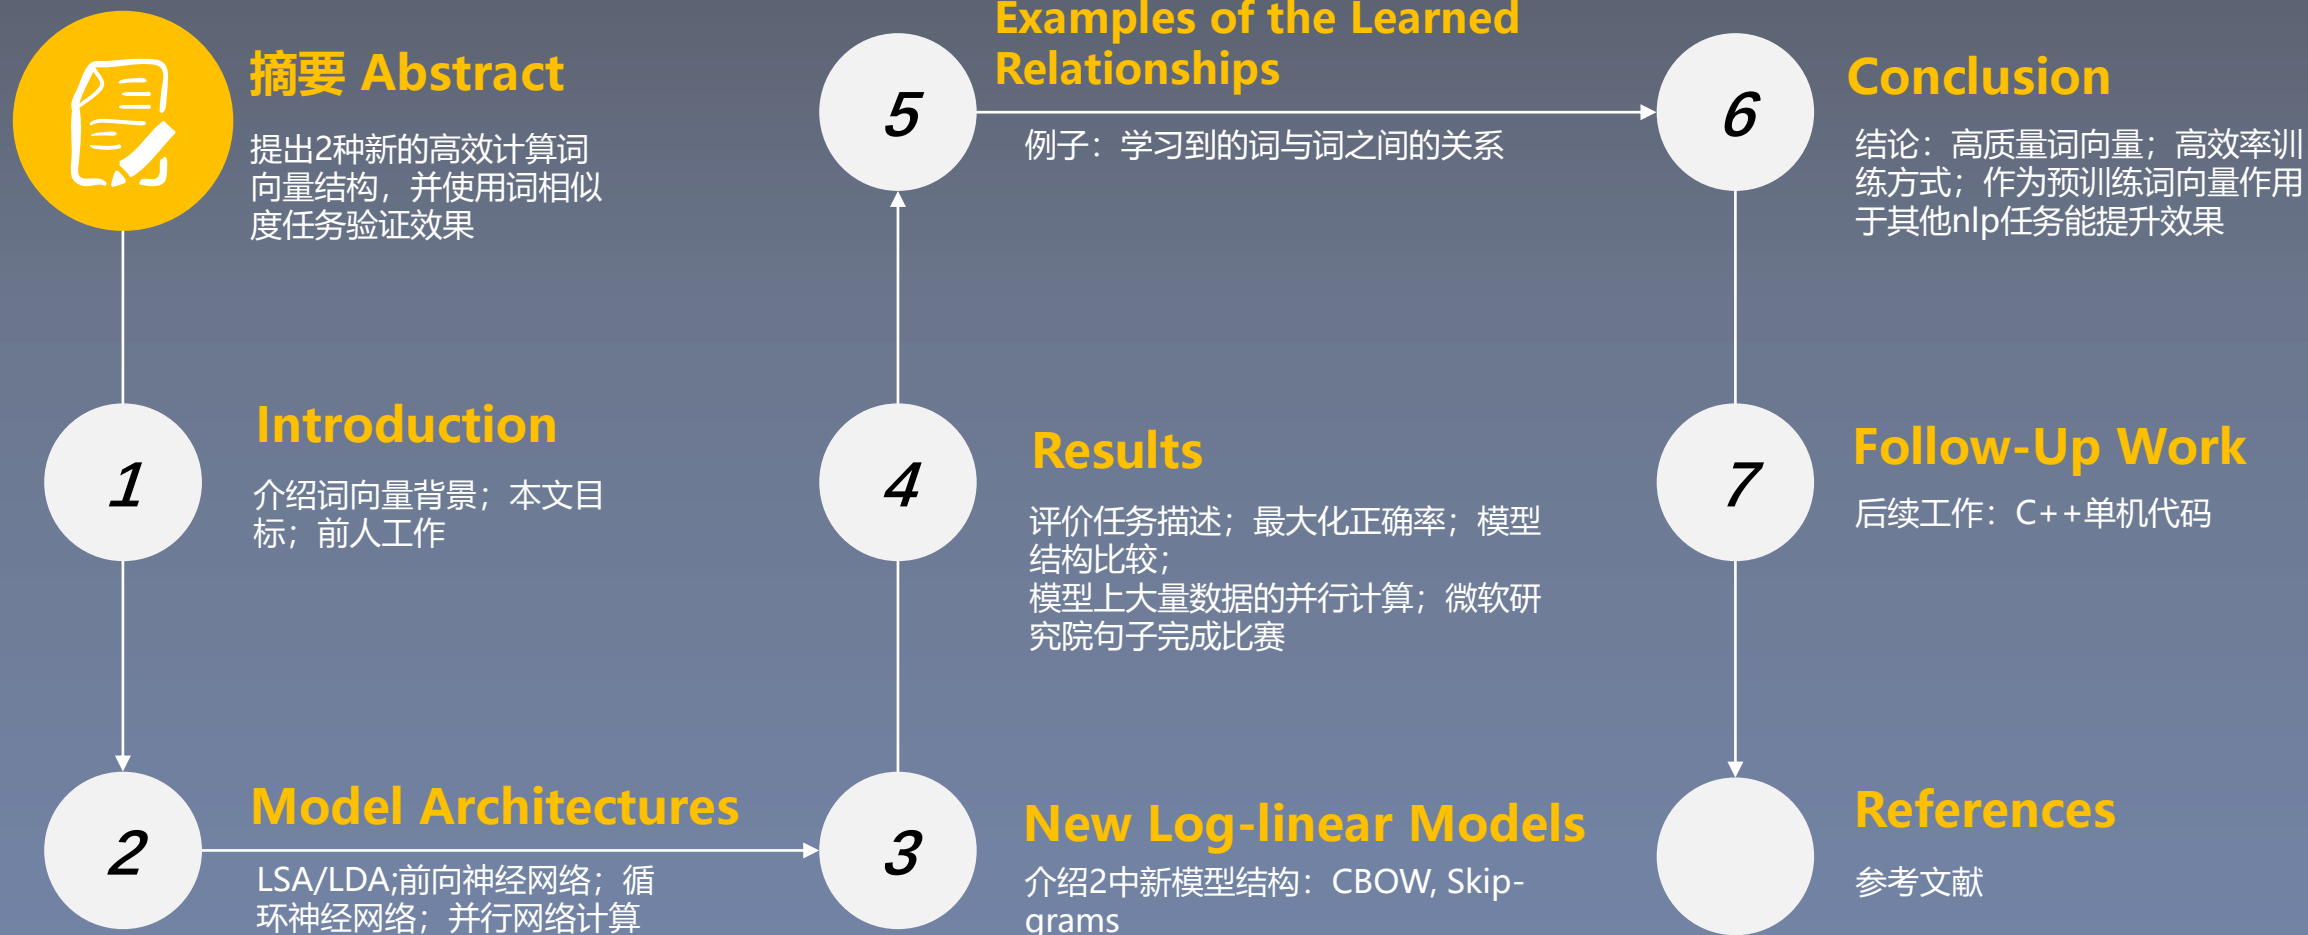 摘要 Abstract
提出2种新的高效计算词
向量结构，并使用词相似
度任务验证效果
1
Introduction
介绍词向量背景；本文目
标；前人工作
2
Model Architectures
LSA/LDA;前向神经网络；循
环神经网络；并行网络计算
3
New Log-linear Models
介绍2中新模型结构：CBOW, Skip-
grams
4
Results
评价任务描述；最大化正确率；模型
结构比较；
模型上大量数据的并行计算；微软研
究院句子完成比赛
5
Examples of the Learned
Relationships
例子：学习到的词与词之间的关系
6
Conclusion
结论：高质量词向量；高效率训
练方式；作为预训练词向量作用
于其他nlp任务能提升效果
7
Follow-Up Work
后续工作：C++单机代码
References
参考文献